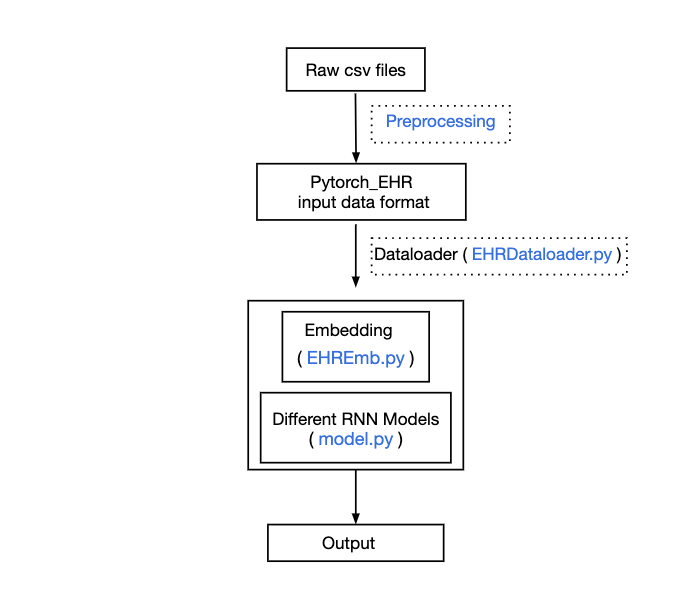 Raw csv files
Preprocessing
Pytorch_EHR
input data format
Dataloader ( EHRDataloader.py )
Embedding
( EHREmb.py )
Different RNN Models
( model.py )
Output